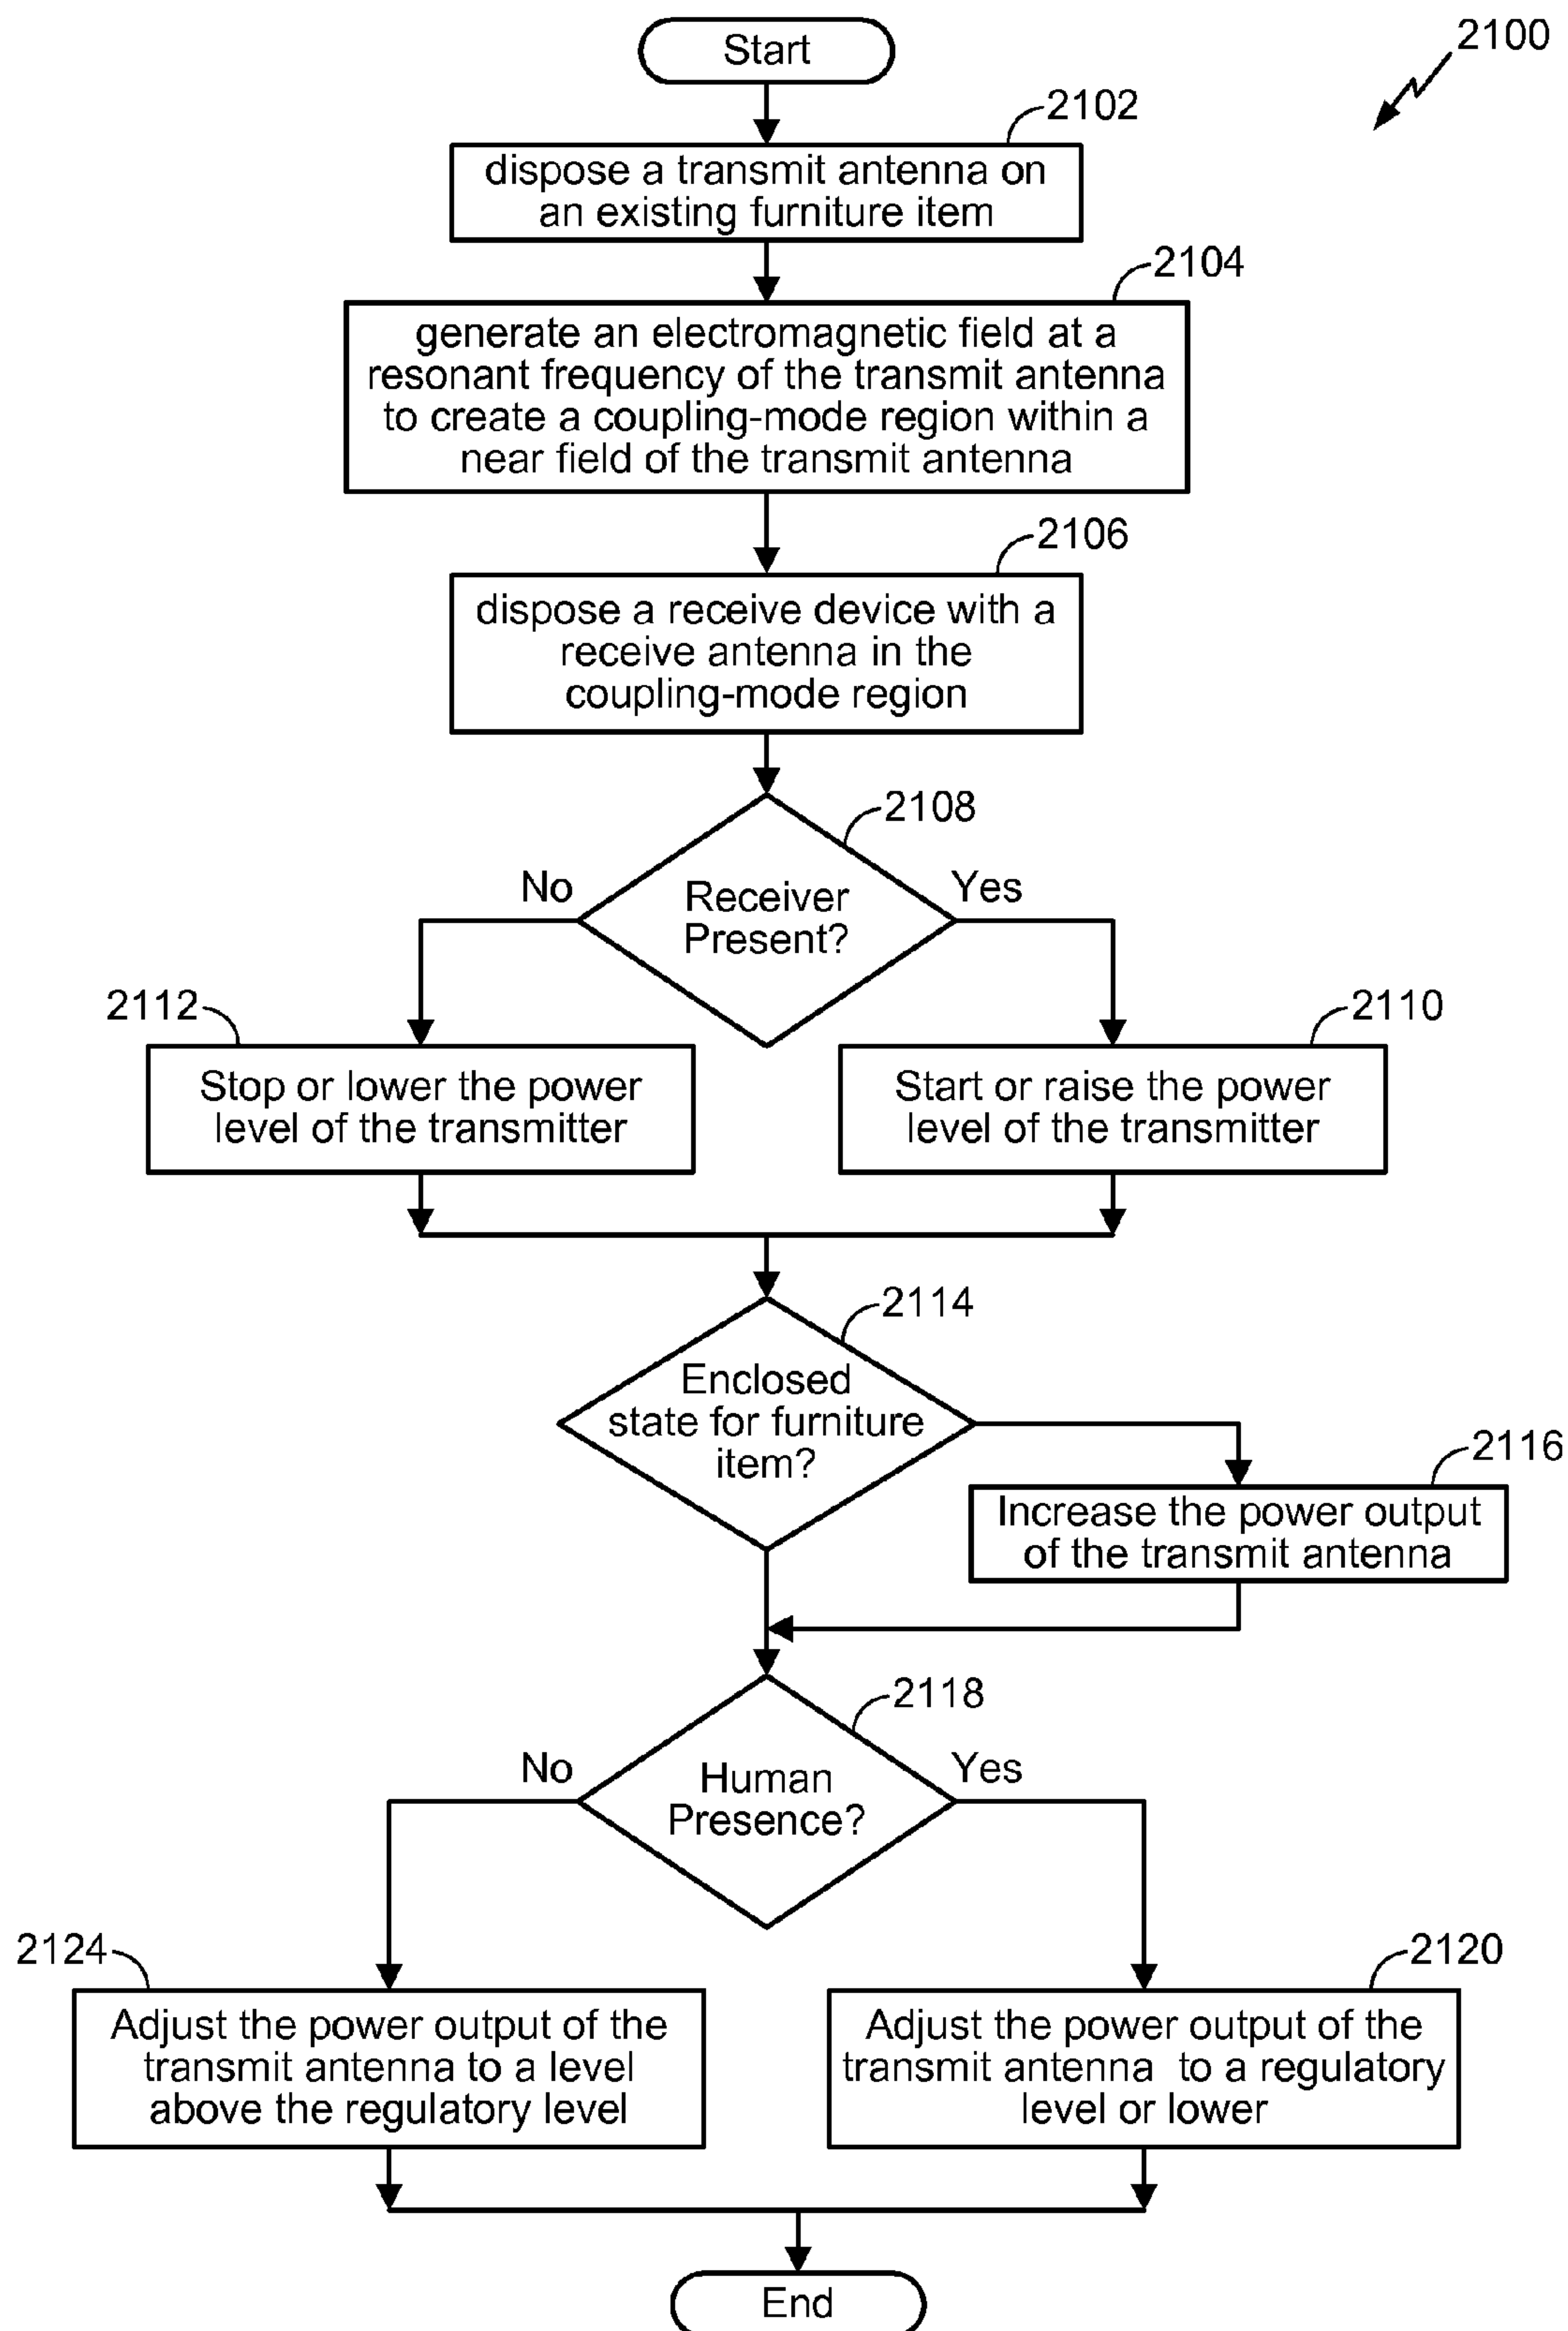 Start
2100
2102
dispose a transmit antenna on
an existing furniture item
2104
generate an electromagnetic field at a
resonant frequency of the transmit antenna
to create a coupling-mode region within a
near field of the transmit antenna
2106
dispose a receive device with a
receive antenna in the
coupling-mode region
2108
No
Yes
Receiver
Present?
2112
2110
Stop or lower the power
level of the transmitter
Start or raise the power
level of the transmitter
2114
Enclosed
state for furniture
item?
2116
Increase the power output
of the transmit antenna
2118
No
Yes
Human
Presence?
2124
2120
Adjust the power output of the
transmit antenna to a level
above the regulatory level
Adjust the power output of the
transmit antenna to a regulatory
level or lower
End